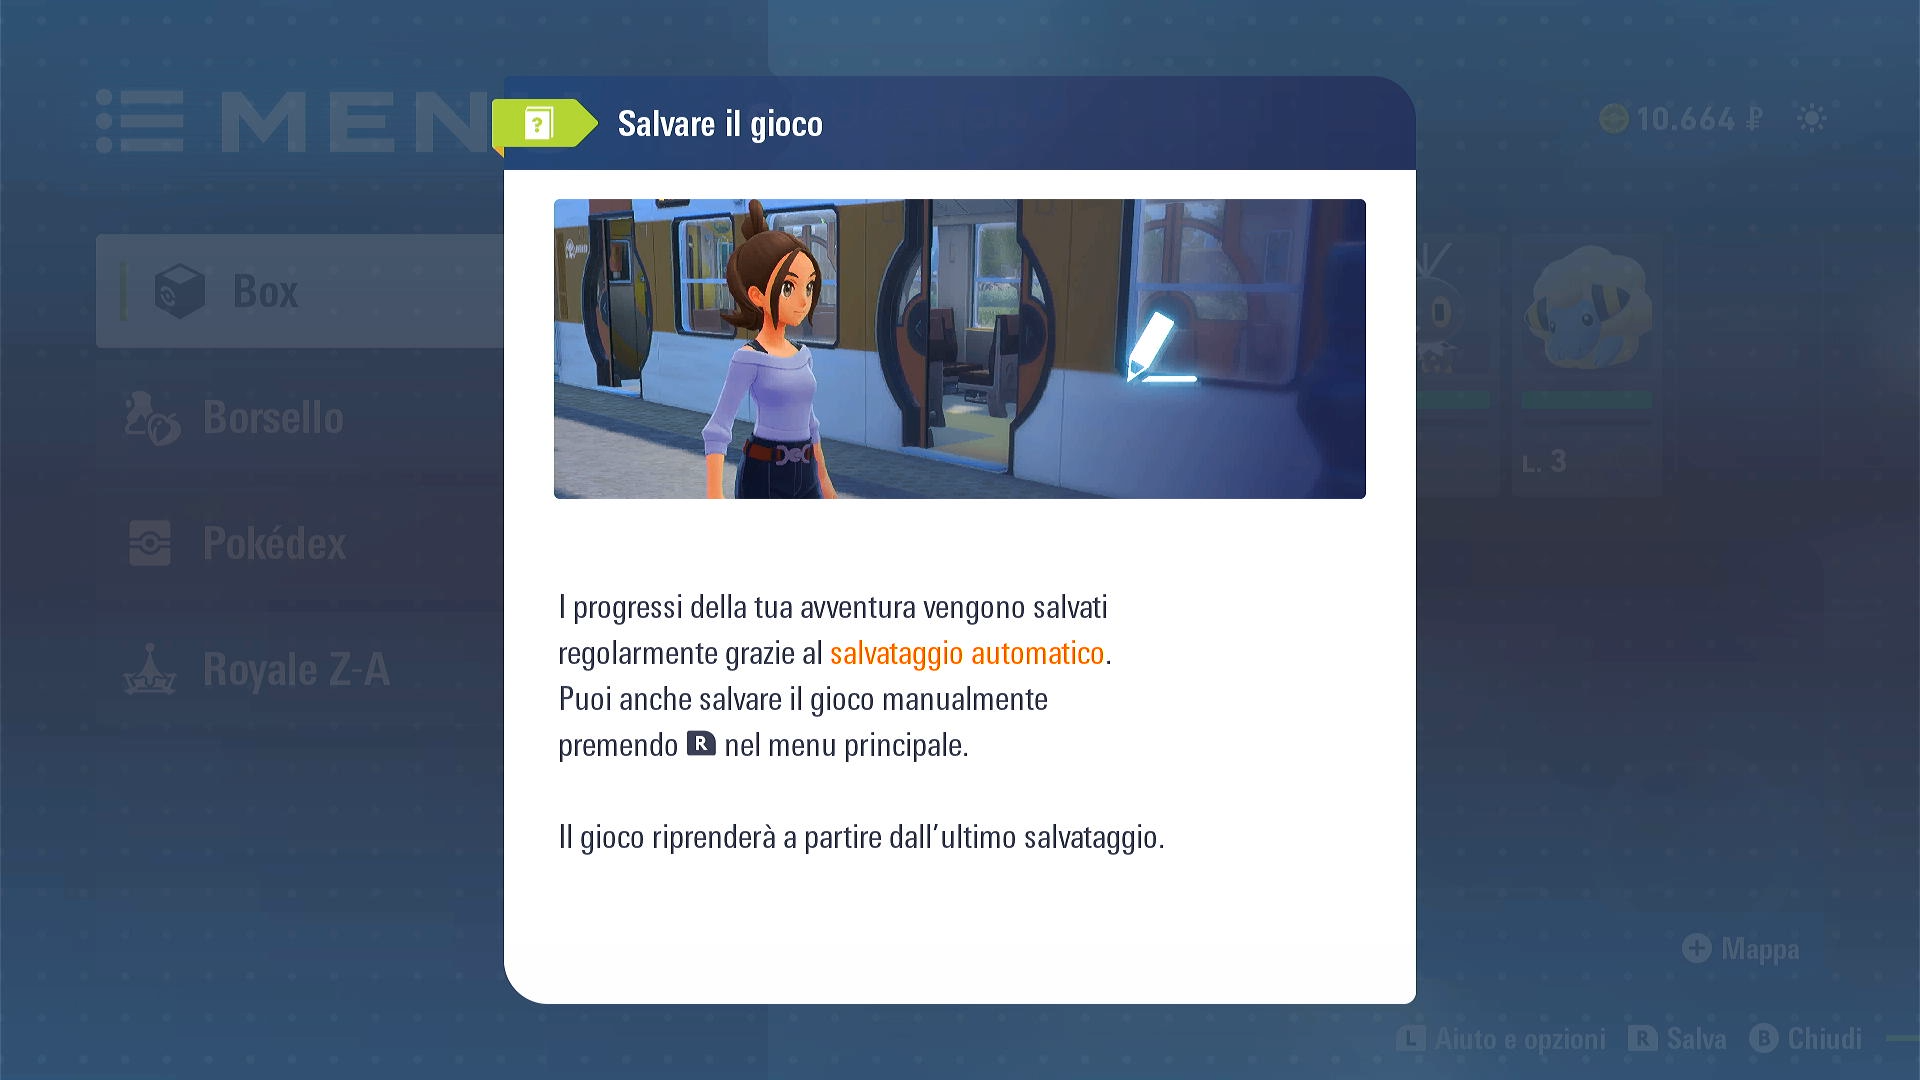 MEN
Salvare il gioco
10.664 ₽
Box
Borsello
Pokédex
Royale Z-A
L. 3
I progressi della tua avventura vengono salvati
regolarmente grazie al salvataggio automatico.
Puoi anche salvare il gioco manualmente
premendo R nel menu principale.
Il gioco riprenderà a partire dall'ultimo salvataggio.
+ Mappa
L Aiuto e opzioni R Salva B Chiudi